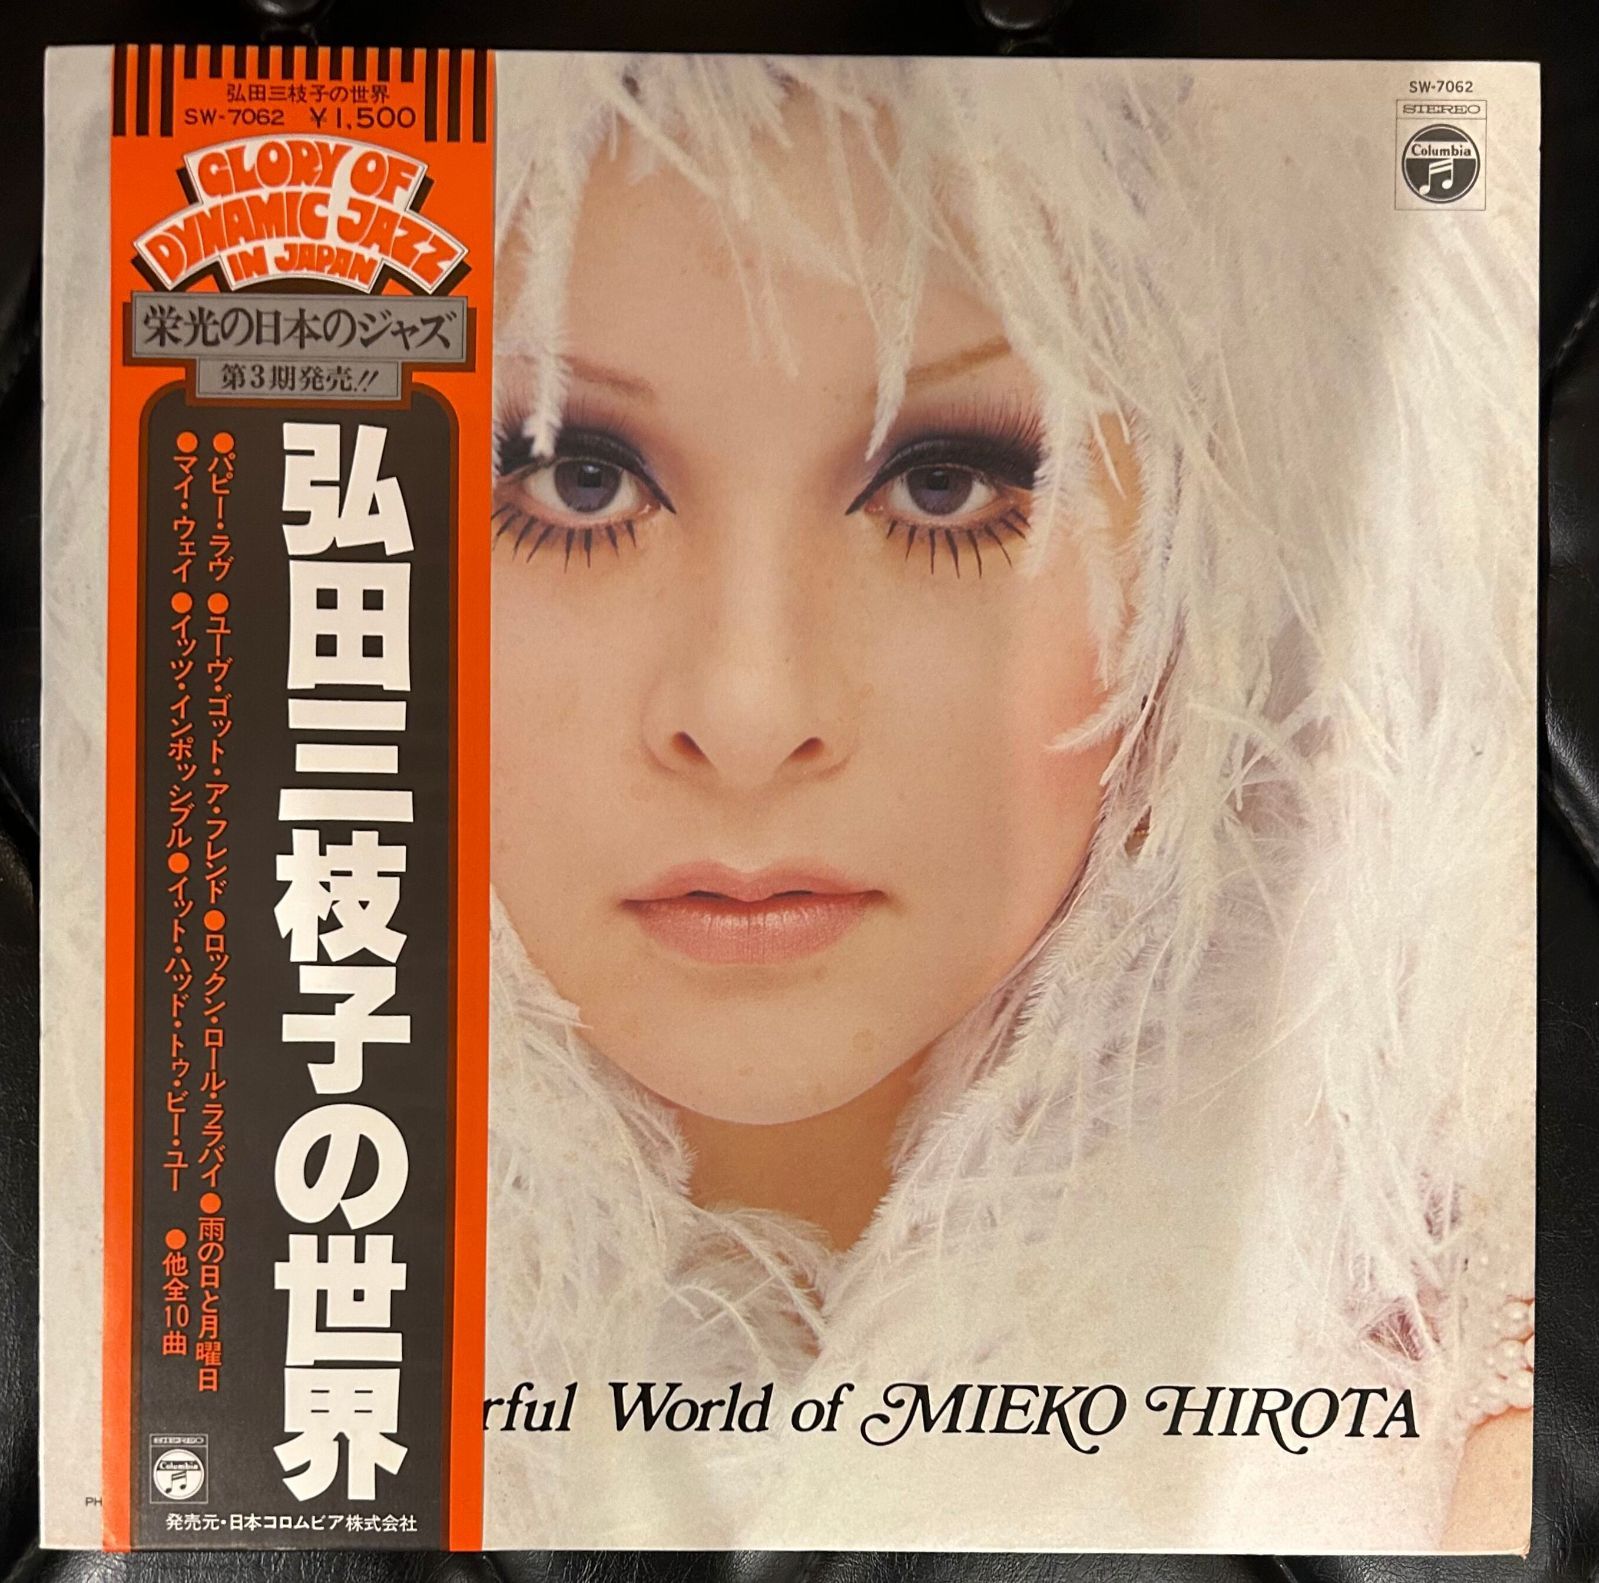 弘田三枝子の世界
SW-7062 ¥1,500
GLORY OF
DYNAMIC JAZZ
IN JAPAN
栄光の日本のジャズ
第3期発売!!
弘田三枝子の世界
●パピー・ラヴ ●ユーヴ・ゴット・ア・フレンド ●ロックン・ロール・ララバイ ●雨の日と月曜日
●マイ・ウェイ ●イッツ・インポッシブル ●イット・ハッド・トゥ・ビー・ユー ●他全10曲
STEREO
Columbia
発売元・日本コロムビア株式会社
SW-7062
STEREO
Columbia
rful World of MIEKO HIROTA
PH